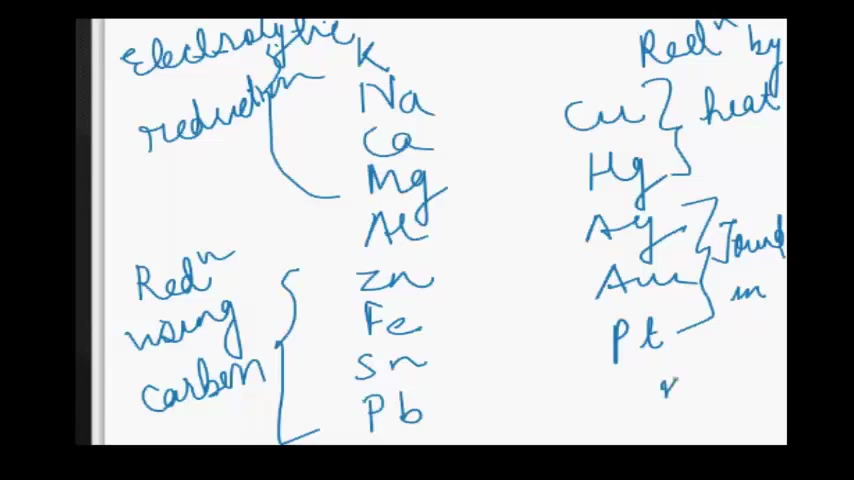 Electrolytic
reduction
K
Na
Ca
Mg
Al
Redⁿ
using
carbon
Zn
Fe
Sn
Pb
Redⁿ by
heat
Cu
Hg
Ag
Au
Pt
Found
in